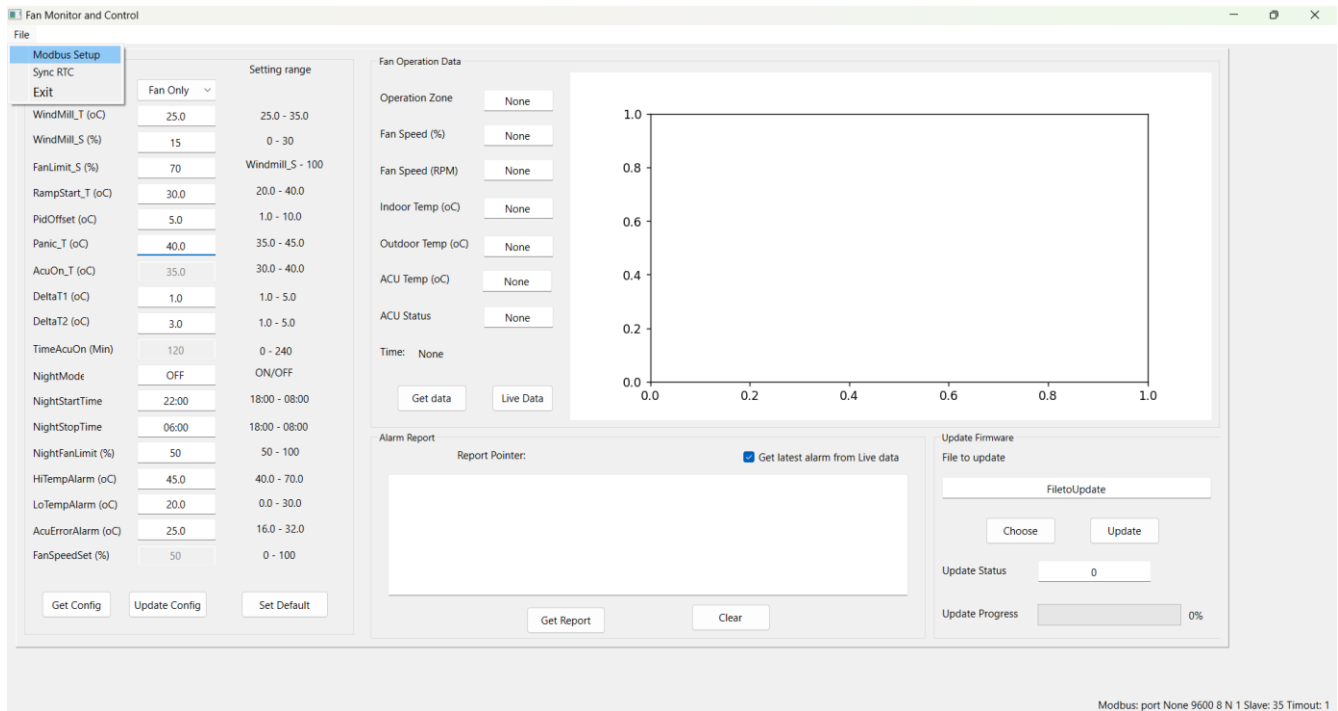 Fan Monitor and Control
File
Modbus Setup
Sync RTC
Exit
Setting range
Fan Only
WindMill_T (oC) 25.0 25.0 - 35.0
WindMill_S (%) 15 0 - 30
FanLimit_S (%) 70 Windmill_S - 100
RampStart_T (oC) 30.0 20.0 - 40.0
PidOffset (oC) 5.0 1.0 - 10.0
Panic_T (oC) 40.0 35.0 - 45.0
AcuOn_T (oC) 35.0 30.0 - 40.0
DeltaT1 (oC) 1.0 1.0 - 5.0
DeltaT2 (oC) 3.0 1.0 - 5.0
TimeAcuOn (Min) 120 0 - 240
NightMode OFF ON/OFF
NightStartTime 22:00 18:00 - 08:00
NightStopTime 06:00 18:00 - 08:00
NightFanLimit (%) 50 50 - 100
HiTempAlarm (oC) 45.0 40.0 - 70.0
LoTempAlarm (oC) 20.0 0.0 - 30.0
AcuErrorAlarm (oC) 25.0 16.0 - 32.0
FanSpeedSet (%) 50 0 - 100
Get Config Update Config Set Default
Fan Operation Data
Operation Zone None
Fan Speed (%) None
Fan Speed (RPM) None
Indoor Temp (oC) None
Outdoor Temp (oC) None
ACU Temp (oC) None
ACU Status None
Time: None
Get data Live Data
1.0
0.8
0.6
0.4
0.2
0.0
0.0 0.2 0.4 0.6 0.8 1.0
Alarm Report
Report Pointer: Get latest alarm from Live data
Get Report Clear
Update Firmware
File to update
FiletoUpdate
Choose Update
Update Status 0
Update Progress 0%
Modbus: port None 9600 8 N 1 Slave: 35 Timout: 1